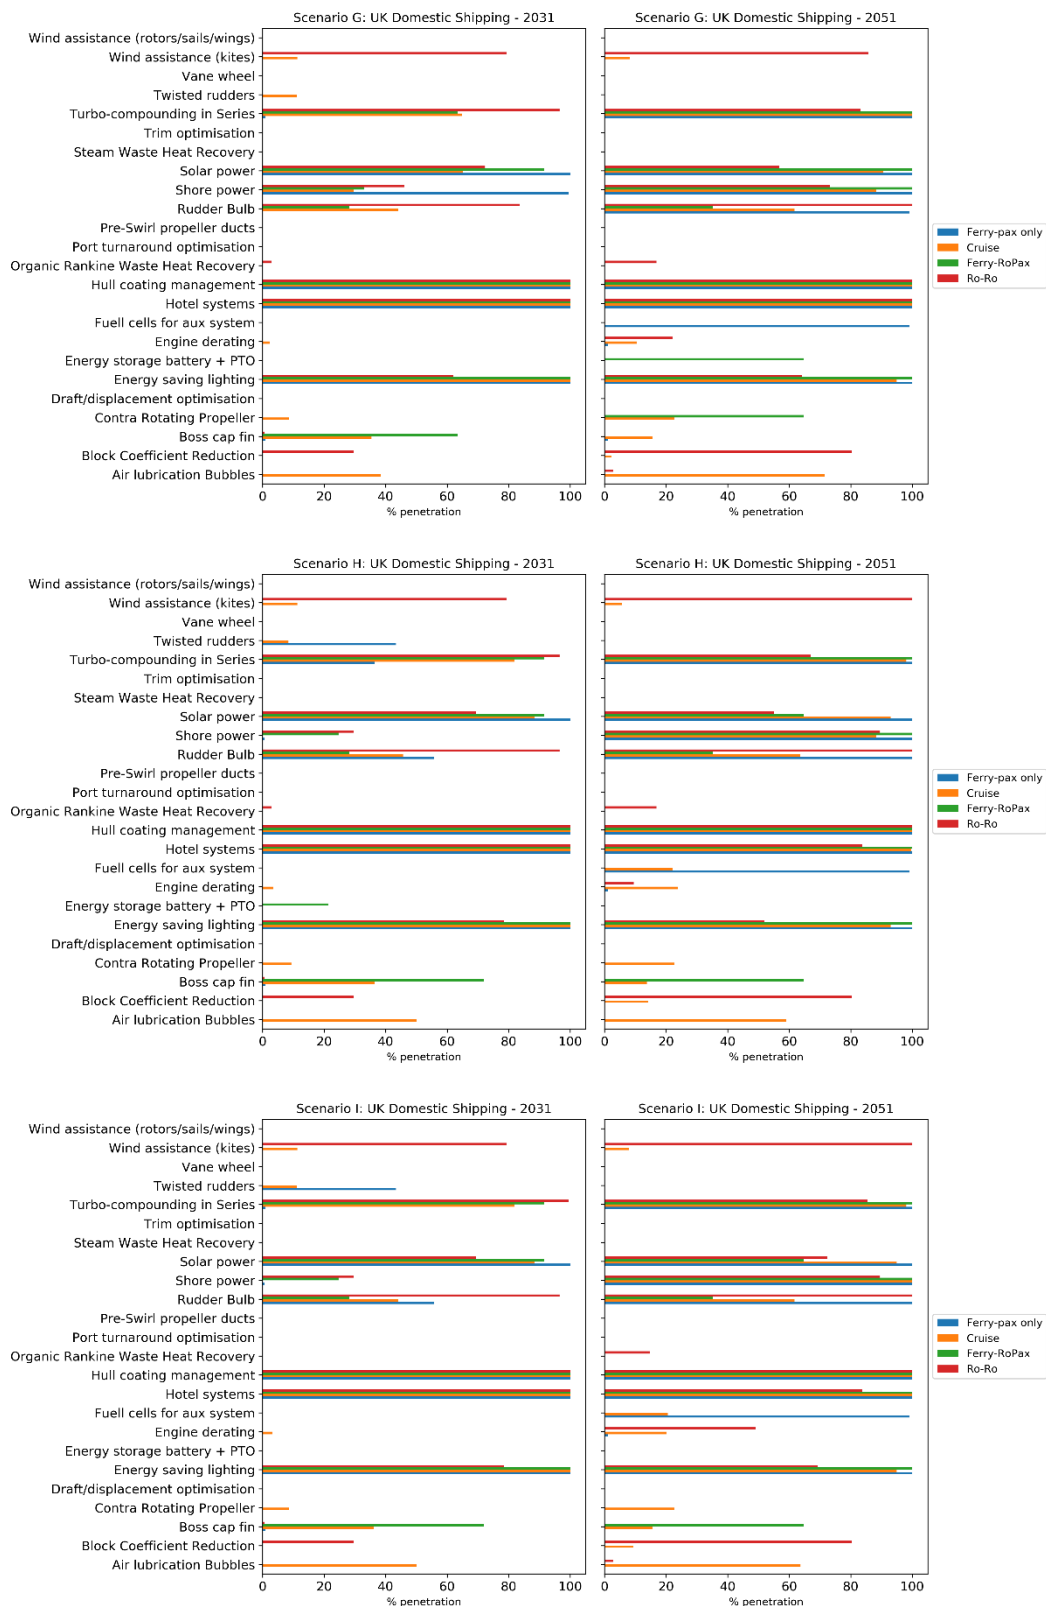 Scenario G: UK Domestic Shipping - 2031
Scenario G: UK Domestic Shipping - 2051
Wind assistance (rotors/sails/wings)
Wind assistance (kites)
Vane wheel
Twisted rudders
Turbo-compounding in Series
Trim optimisation
Steam Waste Heat Recovery
Solar power
Shore power
Rudder Bulb
Pre-Swirl propeller ducts
Port turnaround optimisation
Organic Rankine Waste Heat Recovery
Hull coating management
Hotel systems
Fuell cells for aux system
Engine derating
Energy storage battery + PTO
Energy saving lighting
Draft/displacement optimisation
Contra Rotating Propeller
Boss cap fin
Block Coefficient Reduction
Air lubrication Bubbles
0 20 40 60 80 100
% penetration
0 20 40 60 80 100
% penetration
Ferry-pax only
Cruise
Ferry-RoPax
Ro-Ro
Scenario H: UK Domestic Shipping - 2031
Scenario H: UK Domestic Shipping - 2051
Wind assistance (rotors/sails/wings)
Wind assistance (kites)
Vane wheel
Twisted rudders
Turbo-compounding in Series
Trim optimisation
Steam Waste Heat Recovery
Solar power
Shore power
Rudder Bulb
Pre-Swirl propeller ducts
Port turnaround optimisation
Organic Rankine Waste Heat Recovery
Hull coating management
Hotel systems
Fuell cells for aux system
Engine derating
Energy storage battery + PTO
Energy saving lighting
Draft/displacement optimisation
Contra Rotating Propeller
Boss cap fin
Block Coefficient Reduction
Air lubrication Bubbles
0 20 40 60 80 100
% penetration
0 20 40 60 80 100
% penetration
Ferry-pax only
Cruise
Ferry-RoPax
Ro-Ro
Scenario I: UK Domestic Shipping - 2031
Scenario I: UK Domestic Shipping - 2051
Wind assistance (rotors/sails/wings)
Wind assistance (kites)
Vane wheel
Twisted rudders
Turbo-compounding in Series
Trim optimisation
Steam Waste Heat Recovery
Solar power
Shore power
Rudder Bulb
Pre-Swirl propeller ducts
Port turnaround optimisation
Organic Rankine Waste Heat Recovery
Hull coating management
Hotel systems
Fuell cells for aux system
Engine derating
Energy storage battery + PTO
Energy saving lighting
Draft/displacement optimisation
Contra Rotating Propeller
Boss cap fin
Block Coefficient Reduction
Air lubrication Bubbles
0 20 40 60 80 100
% penetration
0 20 40 60 80 100
% penetration
Ferry-pax only
Cruise
Ferry-RoPax
Ro-Ro